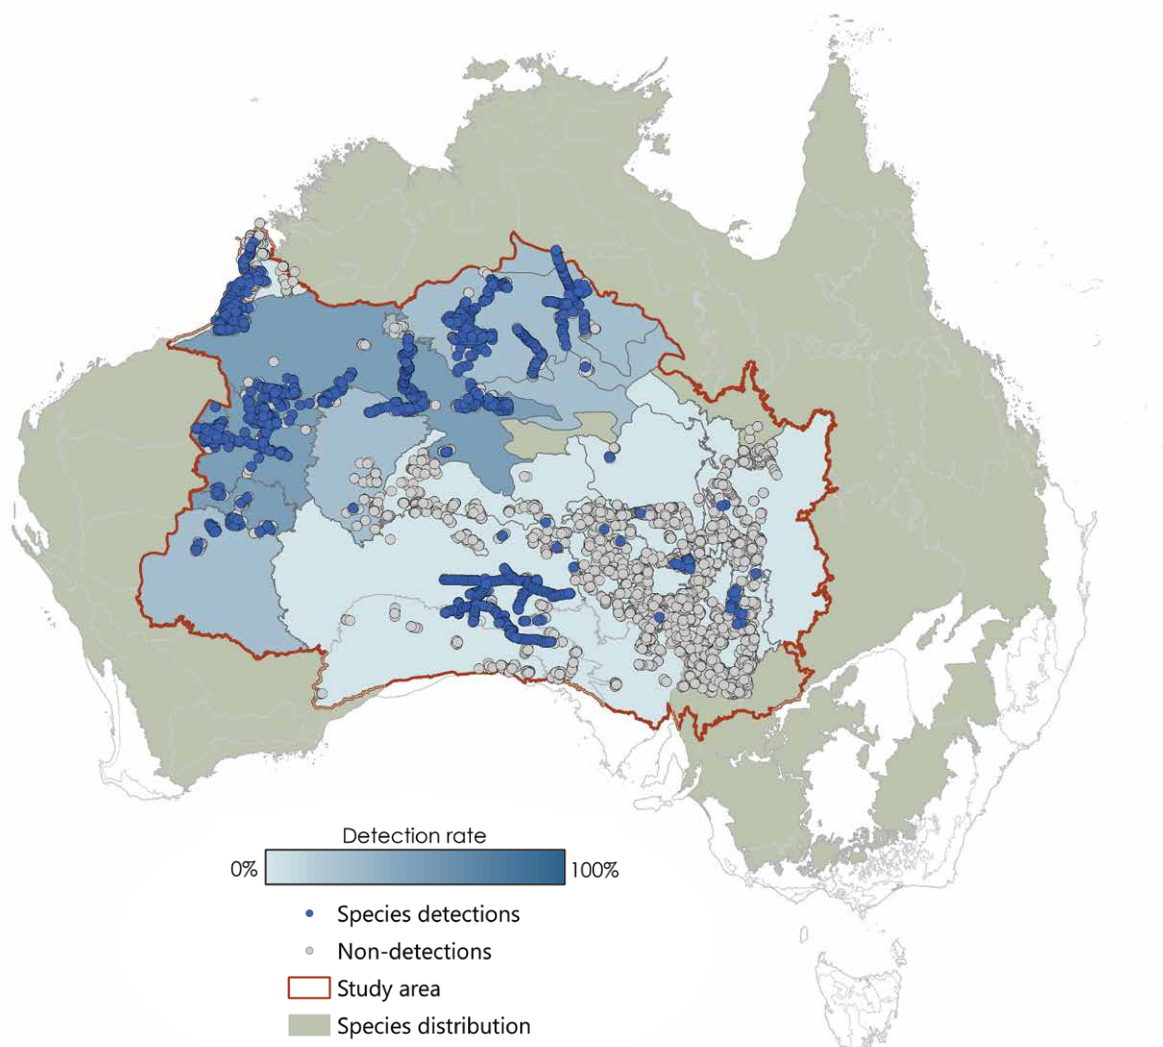 Detection rate
0% 100%
Species detections
Non-detections
Study area
Species distribution